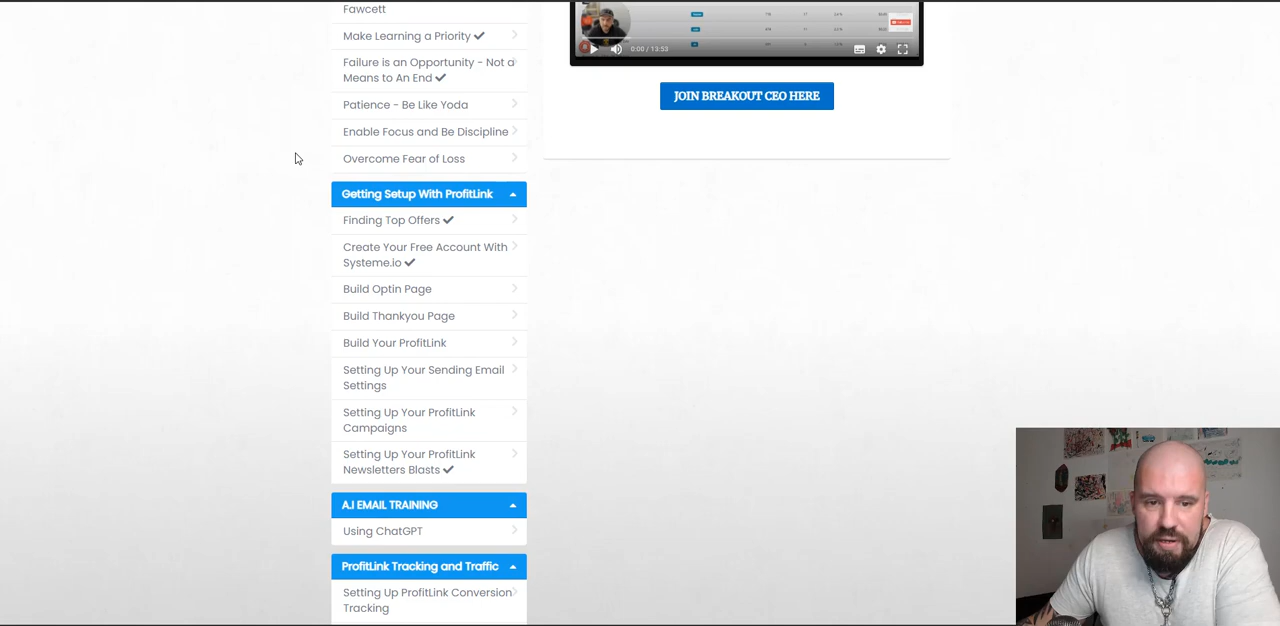 Fawcett
Make Learning a Priority
Failure is an Opportunity - Not a
Means to An End
Patience - Be Like Yoda
Enable Focus and Be Discipline
Overcome Fear of Loss
Getting Setup With ProfitLink
Finding Top Offers
Create Your Free Account With
Systeme.io
Build Optin Page
Build Thankyou Page
Build Your ProfitLink
Setting Up Your Sending Email
Settings
Setting Up Your ProfitLink
Campaigns
Setting Up Your ProfitLink
Newsletters Blasts
A.I EMAIL TRAINING
Using ChatGPT
ProfitLink Tracking and Traffic
Setting Up ProfitLink Conversion
Tracking
0:00 / 13:53
JOIN BREAKOUT CEO HERE